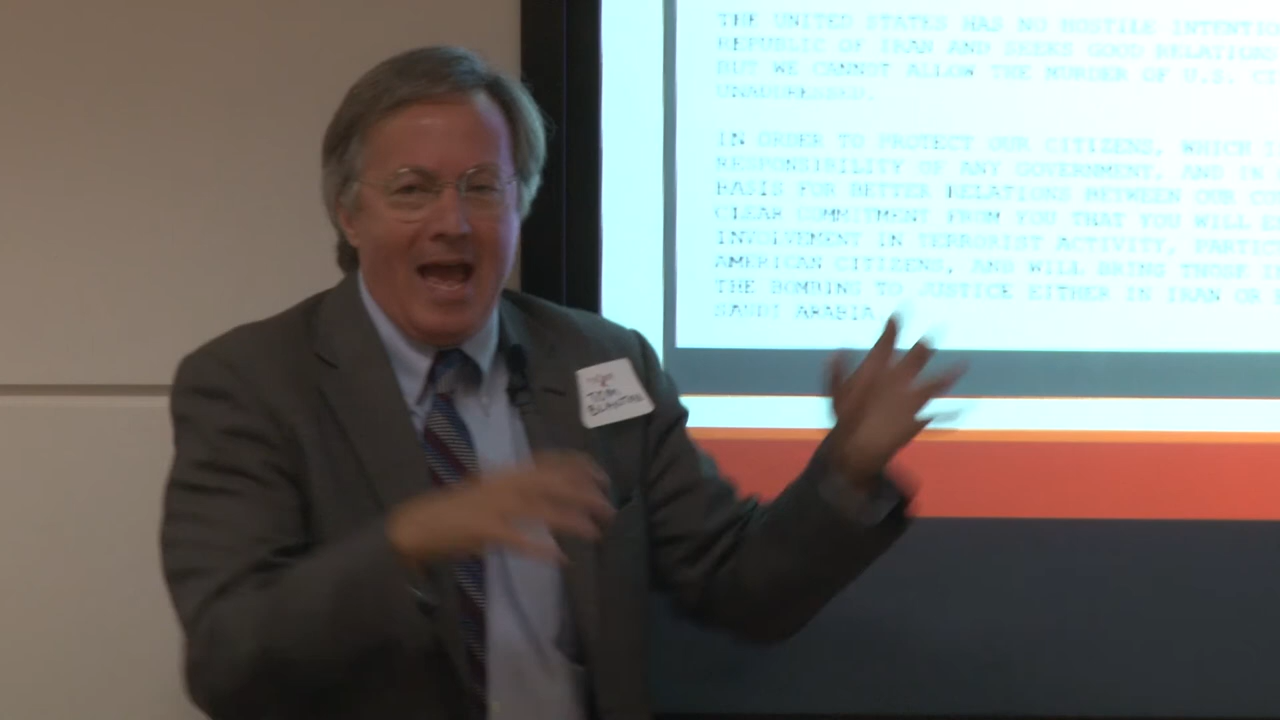 THE UNITED STATES HAS NO HOSTILE INTENTIO
REPUBLIC OF IRAN AND SEEKS GOOD RELATIONS
BUT WE CANNOT ALLOW THE MURDER OF U.S. CI
UNADDRESSED.
IN ORDER TO PROTECT OUR CITIZENS, WHICH I
RESPONSIBILITY OF ANY GOVERNMENT, AND IN
BASIS FOR BETTER RELATIONS BETWEEN OUR CO
CLEAR COMMITMENT FROM YOU THAT YOU WILL E
INVOLVEMENT IN TERRORIST ACTIVITY, PARTIC
AMERICAN CITIZENS, AND WILL BRING THOSE
THE BOMBING TO JUSTICE EITHER IN IRAN OR
SAUDI ARABIA
TOM
BLANTON